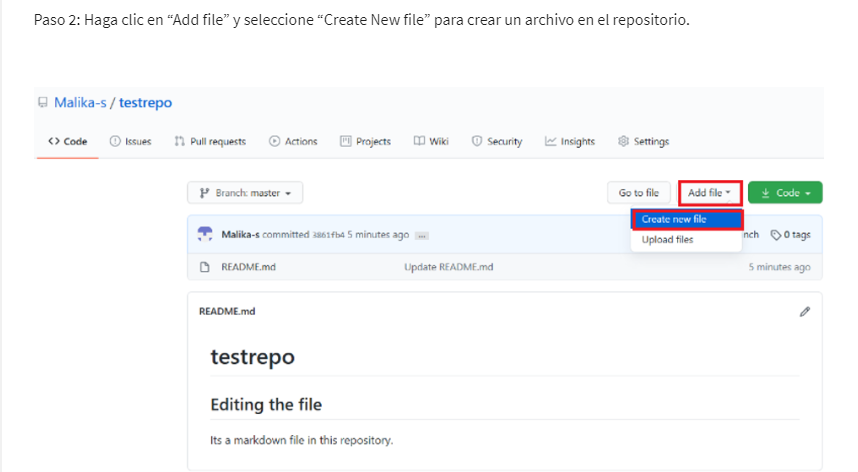 Paso 2: Haga clic en “Add file” y seleccione “Create New file” para crear un archivo en el repositorio.
Malika-s / testrepo
Code Issues Pull requests Actions Projects Wiki Security Insights Settings
Branch: master Go to file Add file Code
Create new file
Malika-s committed 3861fb4 5 minutes ago ... nch 0 tags
Upload files
README.md Update README.md 5 minutes ago
README.md
testrepo
Editing the file
Its a markdown file in this repository.